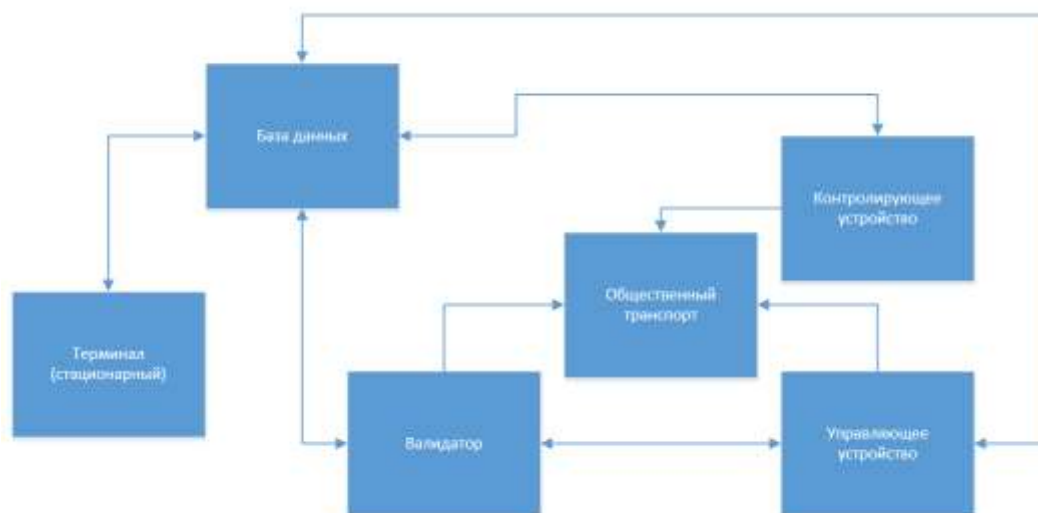 База данных
Контролирующее
устройство
Общественный
транспорт
Терминал
(стационарный)
Валидатор
Управляющее
устройство